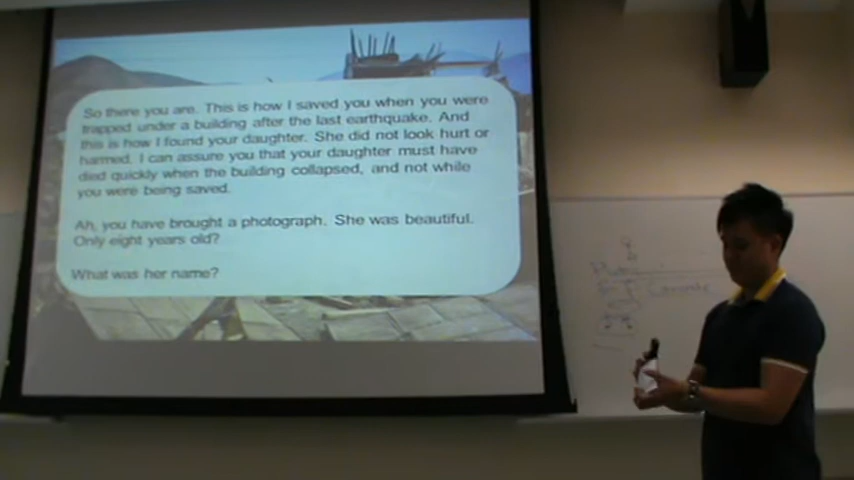 So there you are. This is how I saved you when you were
trapped under a building after the last earthquake. And
this is how I found your daughter. She did not look hurt or
harmed. I can assure you that your daughter must have
died quickly when the building collapsed, and not while
you were being saved.
Ah, you have brought a photograph. She was beautiful.
Only eight years old?
What was her name?